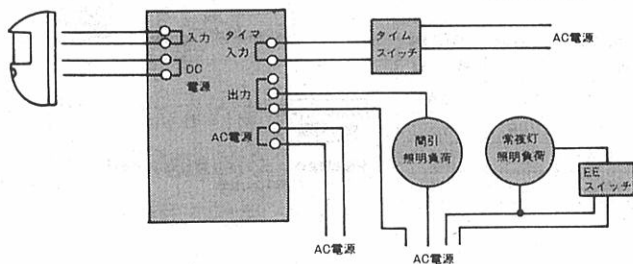 入力
DC
電源
タイマ
入力
出力
AC電源
タイム
スイッチ
AC電源
間引
照明負荷
常夜灯
照明負荷
EE
スイッチ
AC電源
AC電源